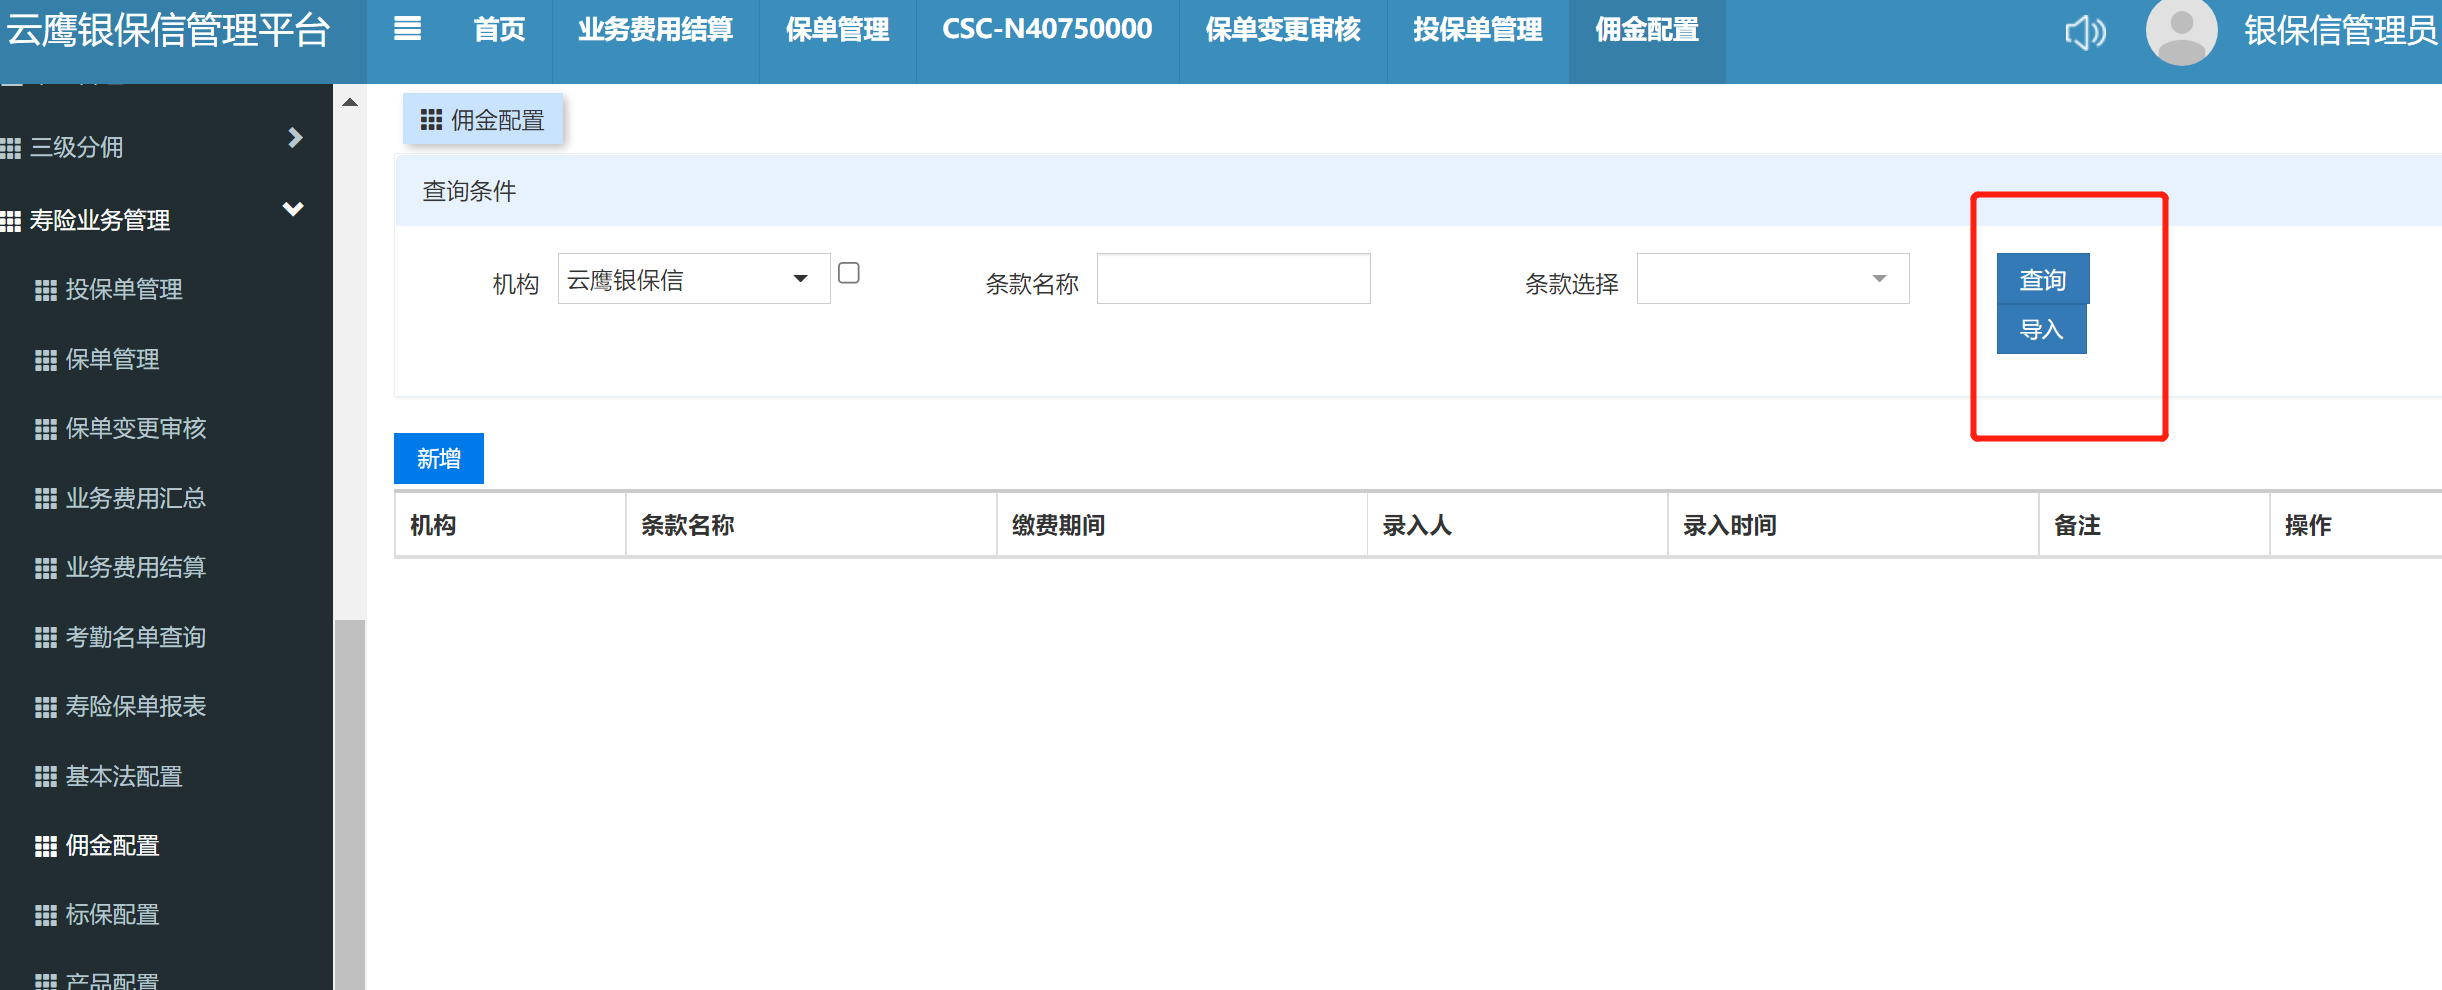 云鹰银保信管理平台
首页
业务费用结算
保单管理
CSC-N40750000
保单变更审核
投保单管理
佣金配置
银保信管理员
三级分佣
寿险业务管理
投保单管理
保单管理
保单变更审核
业务费用汇总
业务费用结算
考勤名单查询
寿险保单报表
基本法配置
佣金配置
标保配置
产品配置
佣金配置
查询条件
机构 云鹰银保信
条款名称
条款选择
查询
导入
新增
机构 条款名称 缴费期间 录入人 录入时间 备注 操作